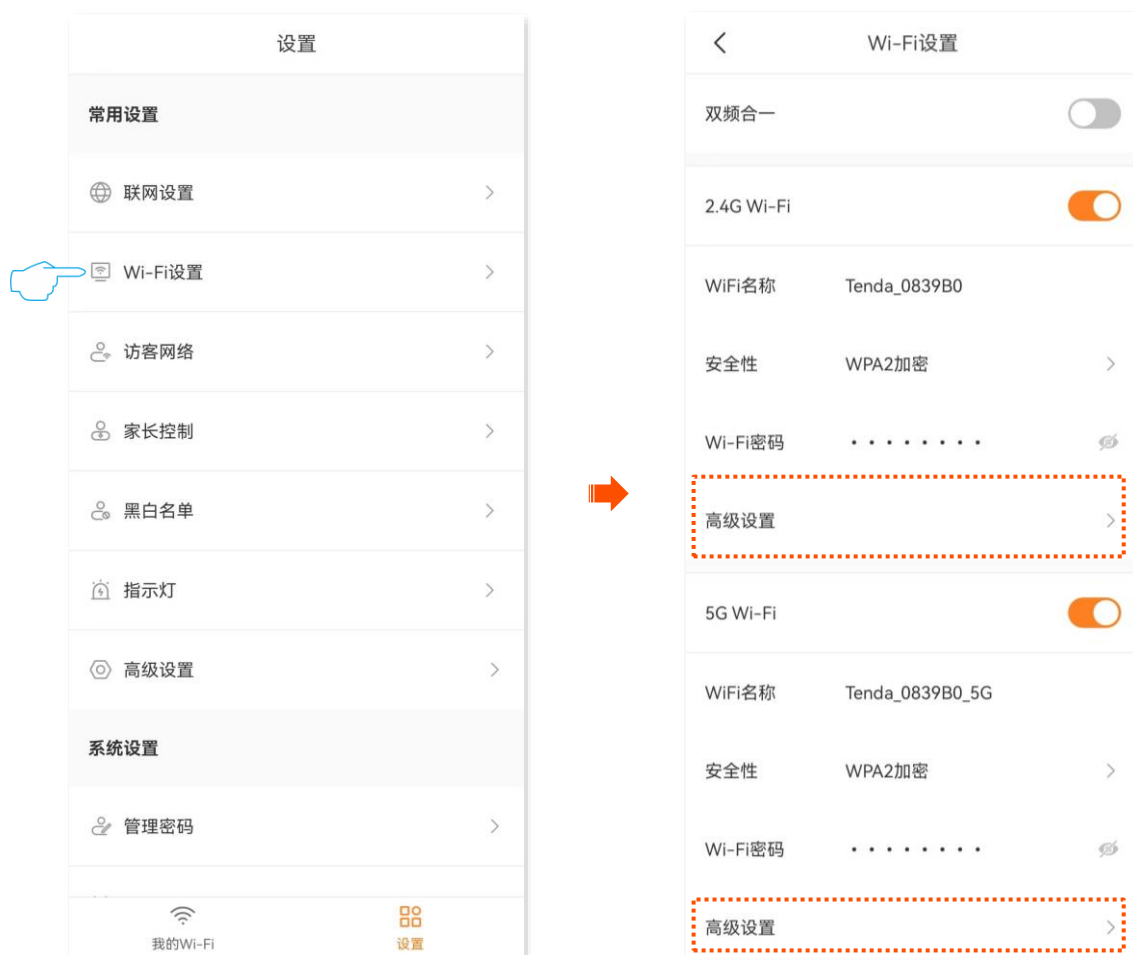 设置
常用设置
联网设置
Wi-Fi设置
访客网络
家长控制
黑白名单
指示灯
高级设置
系统设置
管理密码
我的Wi-Fi
设置
Wi-Fi设置
双频合一
2.4G Wi-Fi
WiFi名称 Tenda_0839B0
安全性 WPA2加密
Wi-Fi密码 • • • • • • • •
高级设置
5G Wi-Fi
WiFi名称 Tenda_0839B0_5G
安全性 WPA2加密
Wi-Fi密码 • • • • • • • •
高级设置